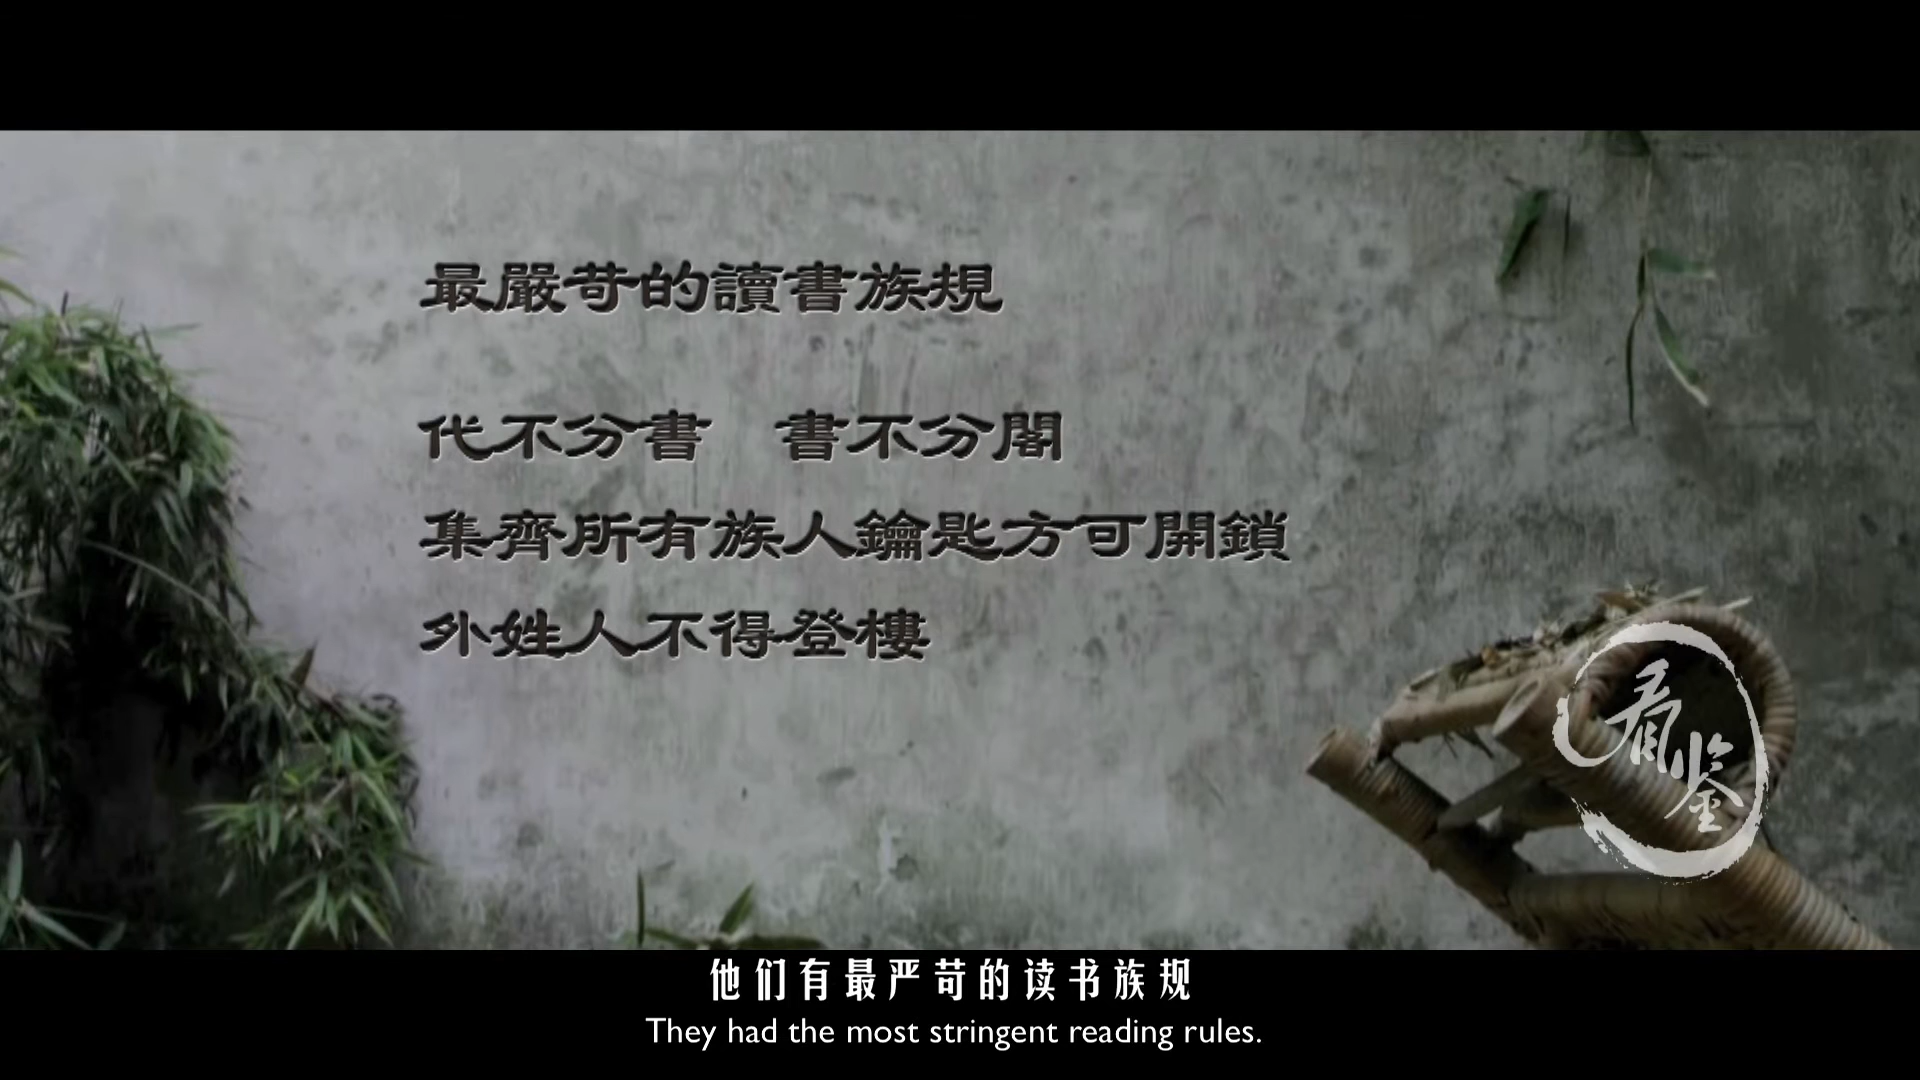 最嚴苛的讀書族規
代不分書　書不分閣
集齊所有族人鑰匙方可開鎖
外姓人不得登樓
看鉴
他们有最严苛的读书族规
They had the most stringent reading rules.